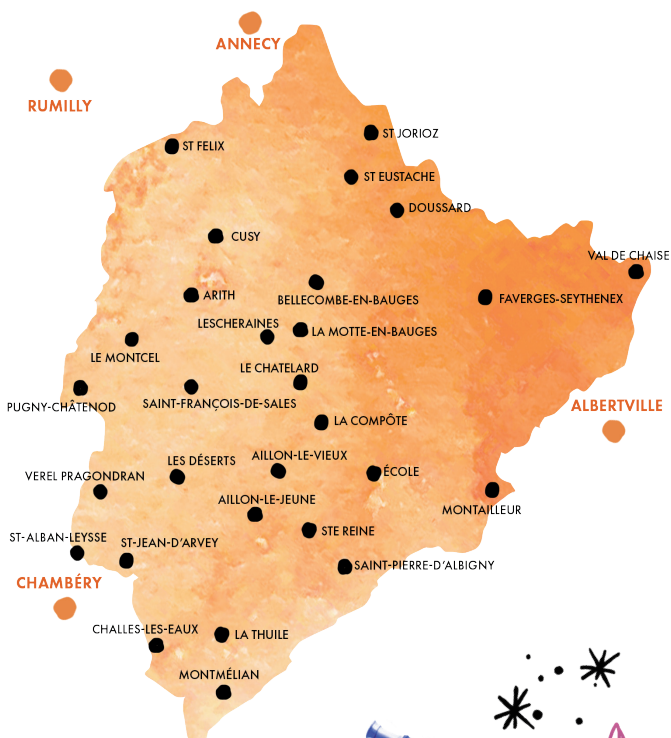 ANNECY
RUMILLY
ST JORIOZ
ST FELIX
ST EUSTACHE
DOUSSARD
CUSY
VAL DE CHAISE
ARITH
BELLECOMBE-EN-BAUGES
FAVERGES-SEYTHENEX
LESCHERAINES
LA MOTTE-EN-BAUGES
LE MONTCEL
LE CHATELARD
PUGNY-CHÂTENOD
SAINT-FRANÇOIS-DE-SALES
ALBERTVILLE
LA COMPÔTE
LES DÉSERTS
AILLON-LE-VIEUX
ÉCOLE
VEREL PRAGONDRAN
AILLON-LE-JEUNE
MONTAILLEUR
STE REINE
ST-ALBAN-LEYSSE
ST-JEAN-D'ARVEY
SAINT-PIERRE-D'ALBIGNY
CHAMBÉRY
CHALLES-LES-EAUX
LA THUILE
MONTMÉLIAN